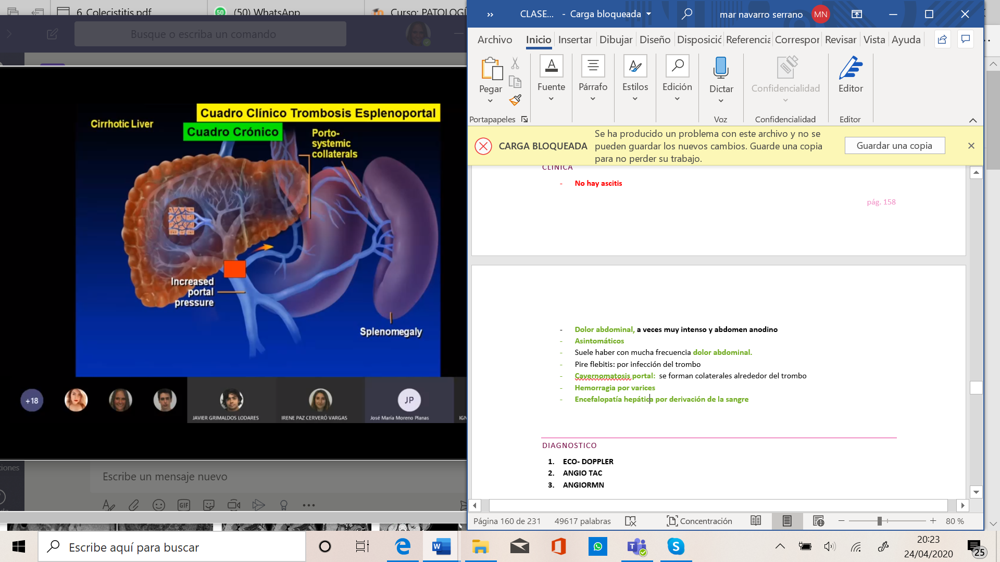 6. Colecistitis.pdf
(50) WhatsApp
Curso: PATOLOGÍ
Busque o escriba un comando
Cuadro Clínico Trombosis Esplenoportal
Cirrhotic Liver
Cuadro Crónico
Porto-
systemic
collaterals
Increased
portal
pressure
Splenomegaly
+18
JAVIER GRIMALDOS LODARES
IRENE PAZ CERVERÓ VARGAS
JP
José María Moreno Planas
IGN
ciones
Escribe un mensaje nuevo
GIF
CLASE... - Carga bloqueada
mar navarro serrano MN
Archivo Inicio Insertar Dibujar Diseño Disposició Referencia Correspor Revisar Vista Ayuda
Pegar
Fuente
Párrafo
Estilos
Edición
Dictar
Confidencialidad
Editor
Portapapeles
Voz
Confidencialidad
Editor
CARGA BLOQUEADA
Se ha producido un problema con este archivo y no se
pueden guardar los nuevos cambios. Guarde una copia
para no perder su trabajo.
Guardar una copia
CLINICA
- No hay ascitis
pág. 158
- Dolor abdominal, a veces muy intenso y abdomen anodino
- Asintomáticos
- Suele haber con mucha frecuencia dolor abdominal.
- Pire flebitis: por infección del trombo
- Cavernomatosis portal: se forman colaterales alrededor del trombo
- Hemorragia por varices
- Encefalopatía hepática por derivación de la sangre
DIAGNOSTICO
1. ECO- DOPPLER
2. ANGIO TAC
3. ANGIORMN
Página 160 de 231
49617 palabras
Concentración
80 %
Escribe aquí para buscar
20:23
24/04/2020
25